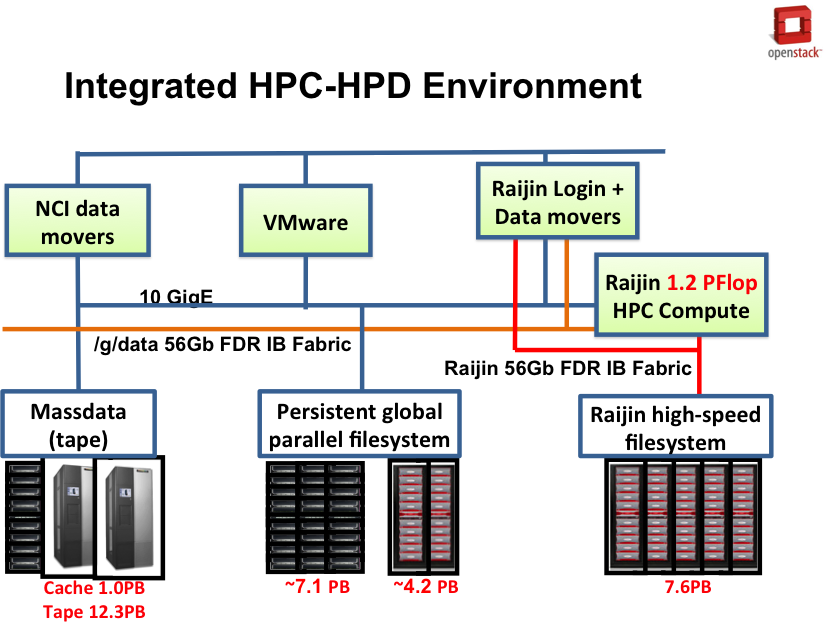 openstack™
Integrated HPC-HPD Environment
NCI data
movers
VMware
Raijin Login +
Data movers
Raijin 1.2 PFlop
HPC Compute
10 GigE
/g/data 56Gb FDR IB Fabric
Raijin 56Gb FDR IB Fabric
Massdata
(tape)
Persistent global
parallel filesystem
Raijin high-speed
filesystem
Cache 1.0PB
Tape 12.3PB
~7.1 PB
~4.2 PB
7.6PB